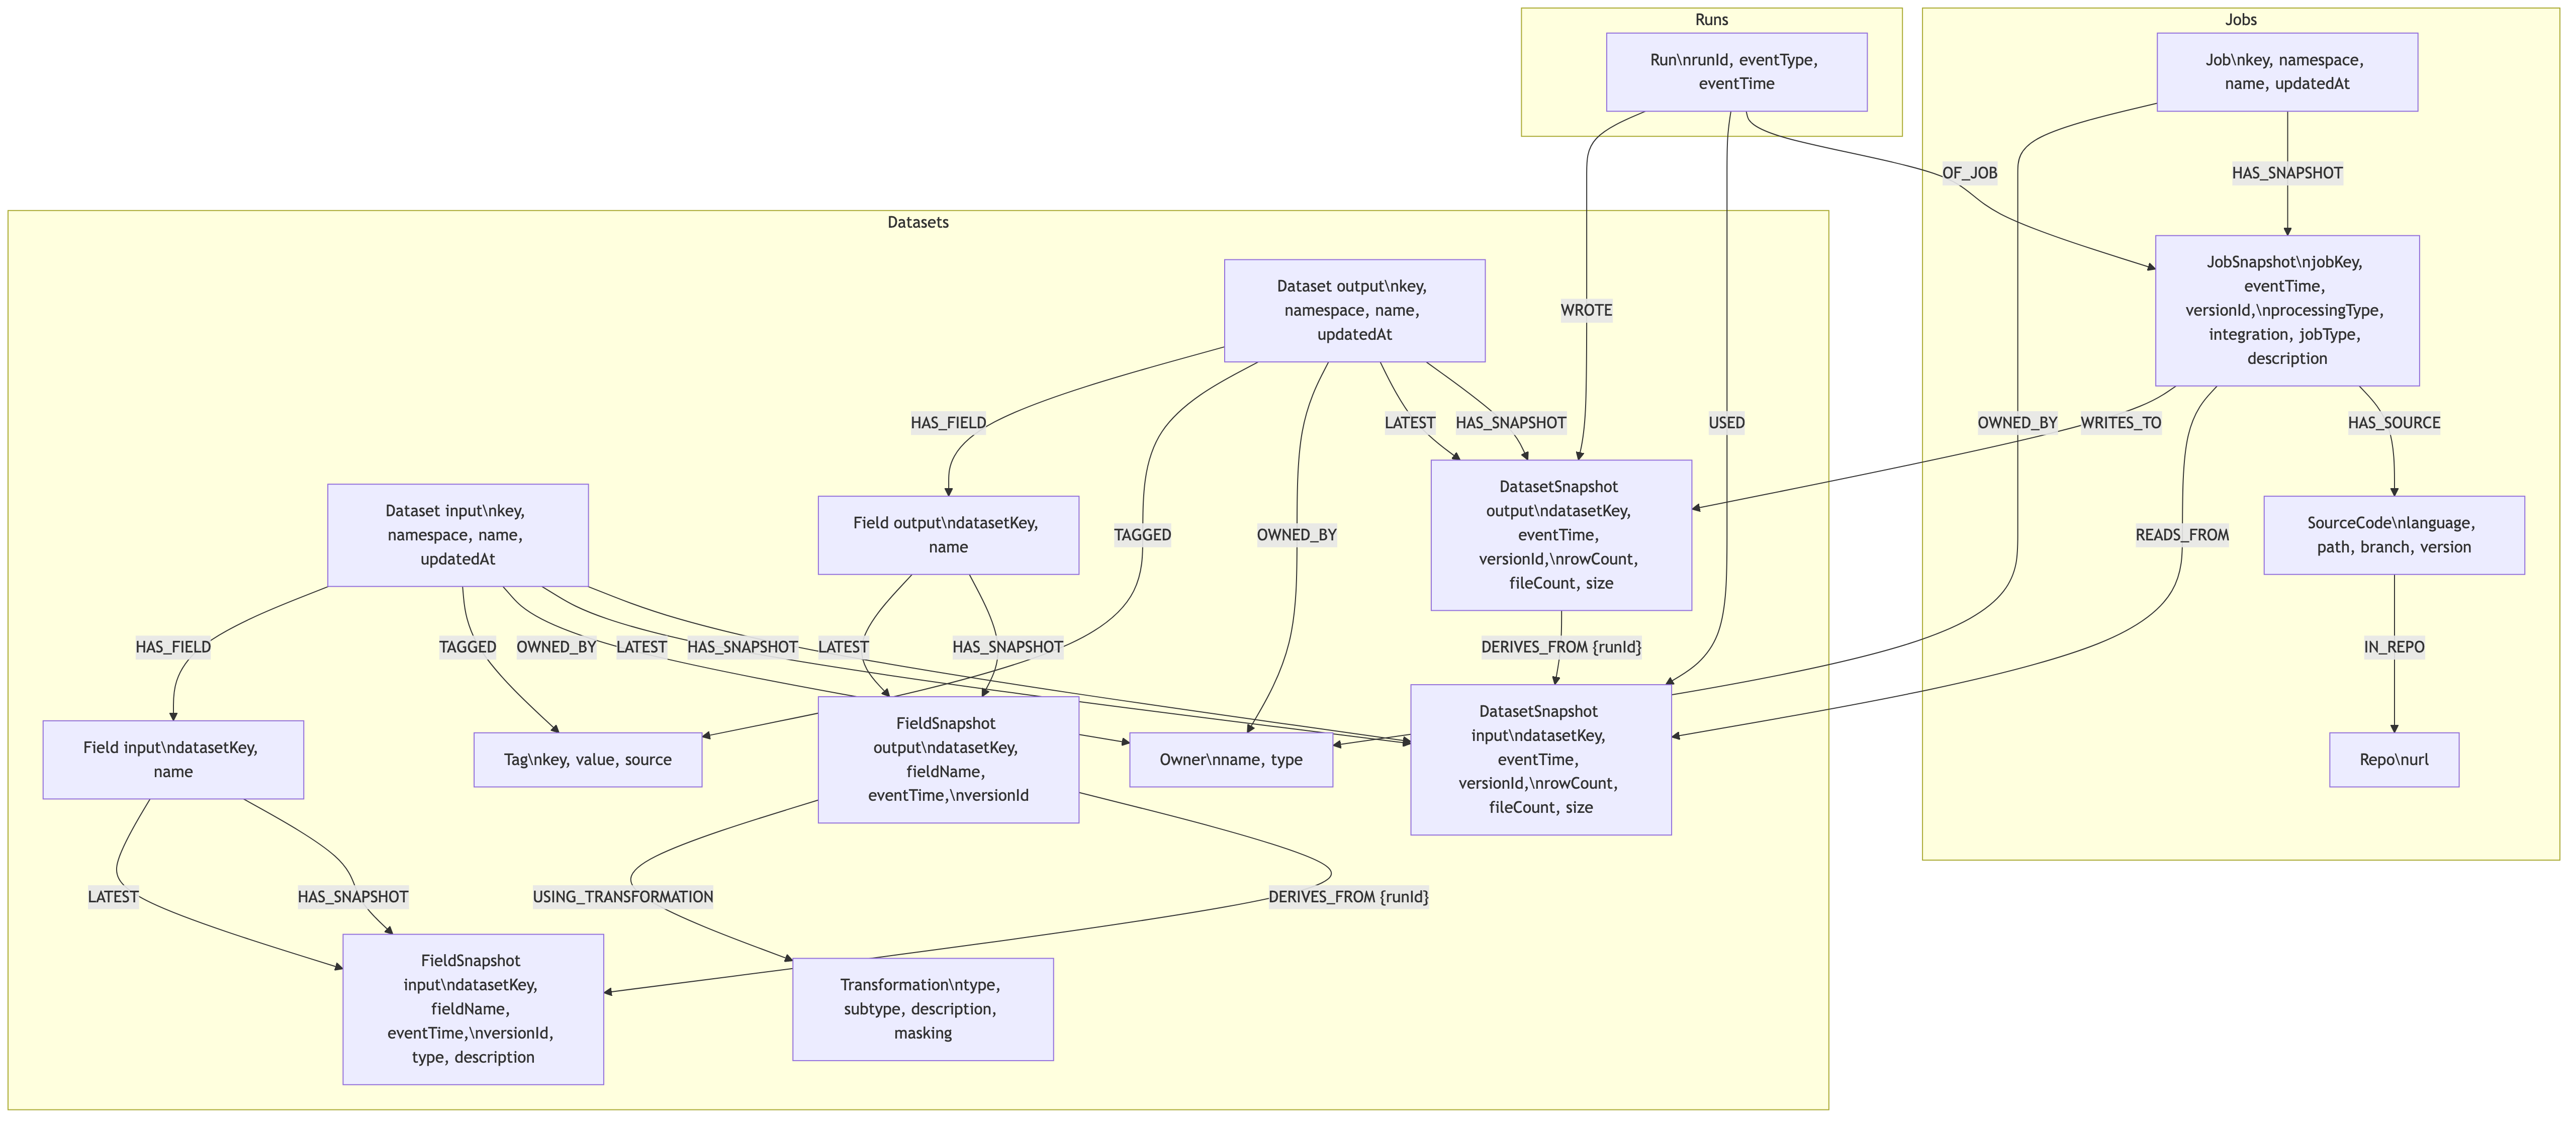 Runs
Jobs
Run\nrunId, eventType,
eventTime
Job\nkey, namespace,
name, updatedAt
OF_JOB
HAS_SNAPSHOT
Datasets
JobSnapshot\njobKey,
eventTime,
versionId,\nprocessingType,
integration, jobType,
description
Dataset output\nkey,
namespace, name,
updatedAt
WROTE
HAS_FIELD
LATEST
HAS_SNAPSHOT
USED
OWNED_BY
WRITES_TO
HAS_SOURCE
Dataset input\nkey,
namespace, name,
updatedAt
Field output\ndatasetKey,
name
TAGGED
OWNED_BY
DatasetSnapshot
output\ndatasetKey,
eventTime,
versionId,\nrowCount,
fileCount, size
READS_FROM
SourceCode\nlanguage,
path, branch, version
HAS_FIELD
TAGGED
OWNED_BY
LATEST
HAS_SNAPSHOT
LATEST
HAS_SNAPSHOT
DERIVES_FROM {runId}
IN_REPO
Field input\ndatasetKey,
name
Tag\nkey, value, source
FieldSnapshot
output\ndatasetKey,
fieldName,
eventTime,\nversionId
Owner\nname, type
DatasetSnapshot
input\ndatasetKey,
eventTime,
versionId,\nrowCount,
fileCount, size
Repo\nurl
LATEST
HAS_SNAPSHOT
USING_TRANSFORMATION
DERIVES_FROM {runId}
FieldSnapshot
input\ndatasetKey,
fieldName,
eventTime,\nversionId,
type, description
Transformation\ntype,
subtype, description,
masking